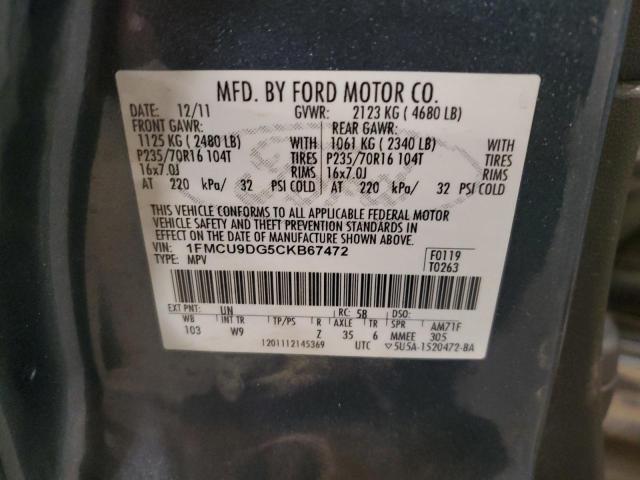 MFD. BY FORD MOTOR CO.
DATE: 12/11 GVWR: 2123 KG ( 4680 LB)
FRONT GAWR: REAR GAWR:
1125 KG ( 2480 LB) WITH 1061 KG ( 2340 LB) WITH
P235/70R16 104T TIRES P235/70R16 104T TIRES
16x7.0J RIMS 16x7.0J RIMS
AT 220 kPa/ 32 PSI COLD AT 220 kPa/ 32 PSI COLD
THIS VEHICLE CONFORMS TO ALL APPLICABLE FEDERAL MOTOR
VEHICLE SAFETY AND THEFT PREVENTION STANDARDS IN
EFFECT ON THE DATE OF MANUFACTURE SHOWN ABOVE.
VIN: 1FMCU9DG5CKB67472 F0119
TYPE: MPV T0263
EXT PNT: UN RC: 58 DSO:
WB INT TR TP/PS R AXLE TR SPR AM71F
103 W9 Z 35 6 MMEE 305
1201112145369 UTC 5U5A-1520472-BA
Ford